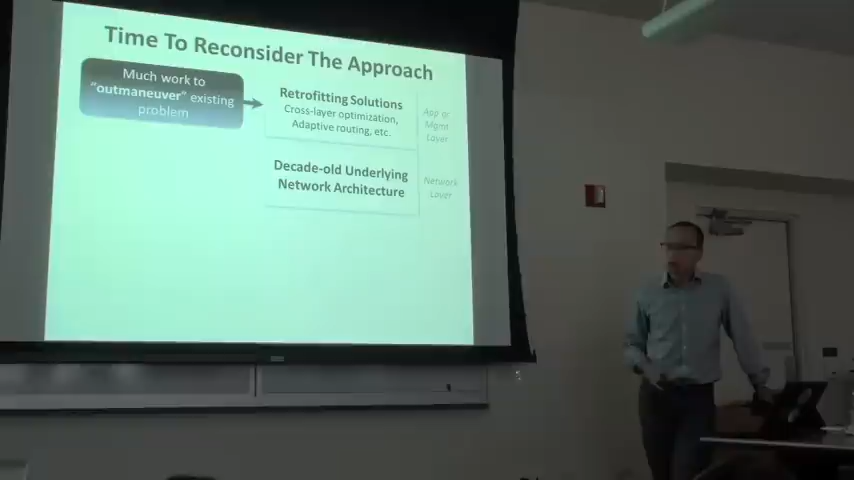 Time To Reconsider The Approach
Much work to
“outmaneuver” existing
problem
Retrofitting Solutions
Cross-layer optimization,
Adaptive routing, etc.
App or
Mgmt
Layer
Decade-old Underlying
Network Architecture
Network
Layer